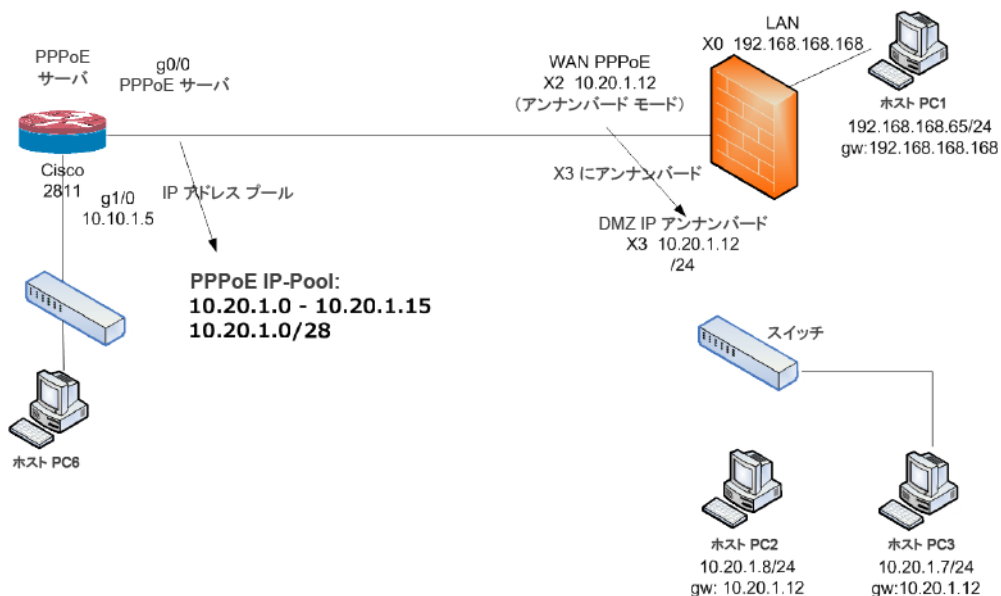 PPPoE
サーバ
g0/0
PPPoE サーバ
Cisco
2811
g1/0
10.10.1.5
IP アドレス プール
PPPoE IP-Pool:
10.20.1.0 - 10.20.1.15
10.20.1.0/28
ホスト PC6
WAN PPPoE
X2 10.20.1.12
(アンナンバード モード)
LAN
X0 192.168.168.168
ホスト PC1
192.168.168.65/24
gw:192.168.168.168
X3 にアンナンバード
DMZ IP アンナンバード
X3 10.20.1.12
/24
スイッチ
ホスト PC2
10.20.1.8/24
gw: 10.20.1.12
ホスト PC3
10.20.1.7/24
gw:10.20.1.12